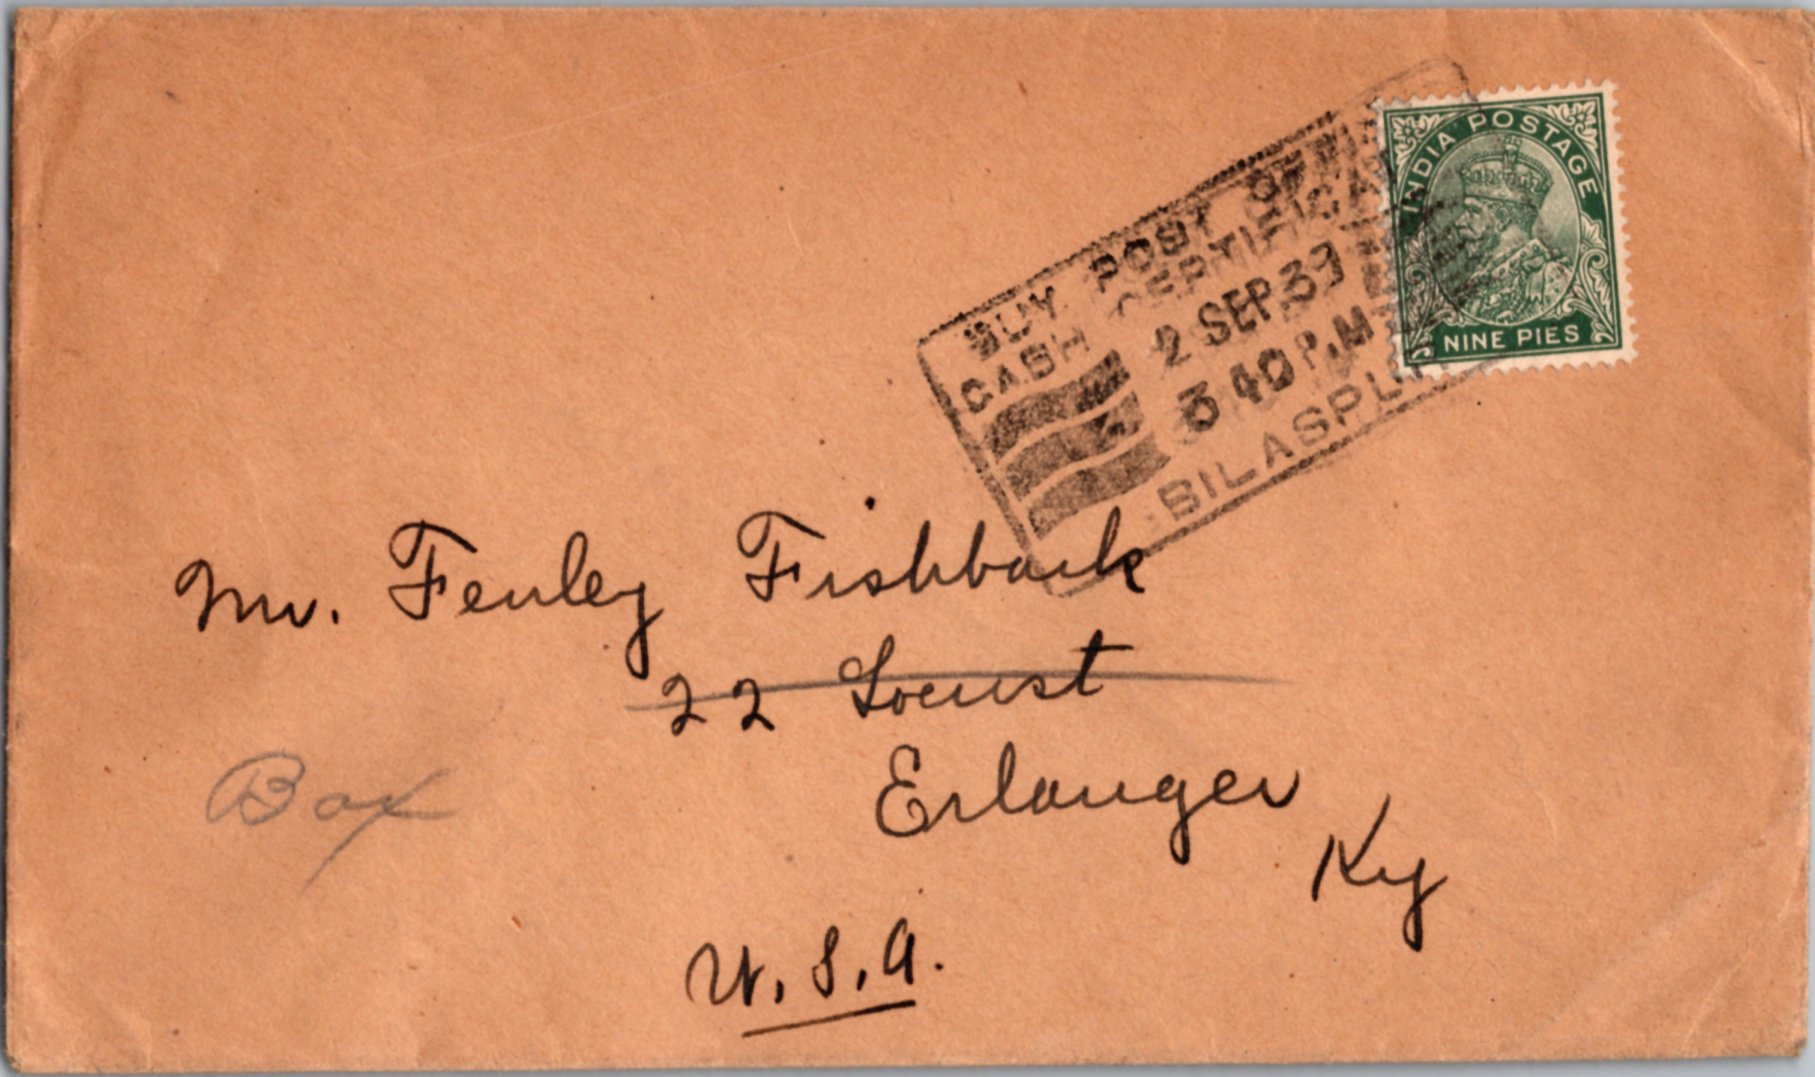 INDIA POSTAGE
NINE PIES
BUY POST OFFICE
CASH CERTIFICATES
2 SEP 39
3 40 P.M
BILASPUR
Mr. Fenley Fishback
22 Locust
Erlanger
Ky
Box
U.S.A.